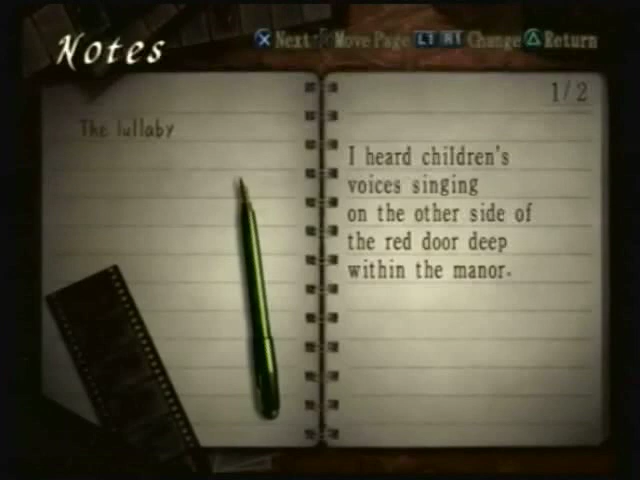 Notes
Next Move Page L1 R1 Change Return
The lullaby
1/2
I heard children's
voices singing
on the other side of
the red door deep
within the manor.